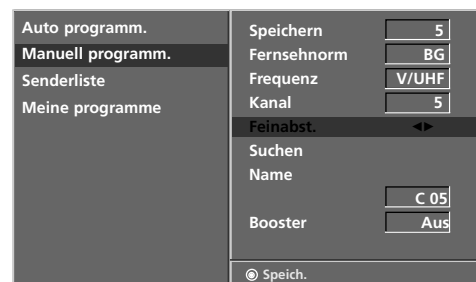 Auto programm.
Manuell programm.
Senderliste
Meine programme
Speichern 5
Fernsehnorm BG
Frequenz V/UHF
Kanal 5
Feinabst. ◀▶
Suchen
Name
C 05
Booster Aus
◉ Speich.